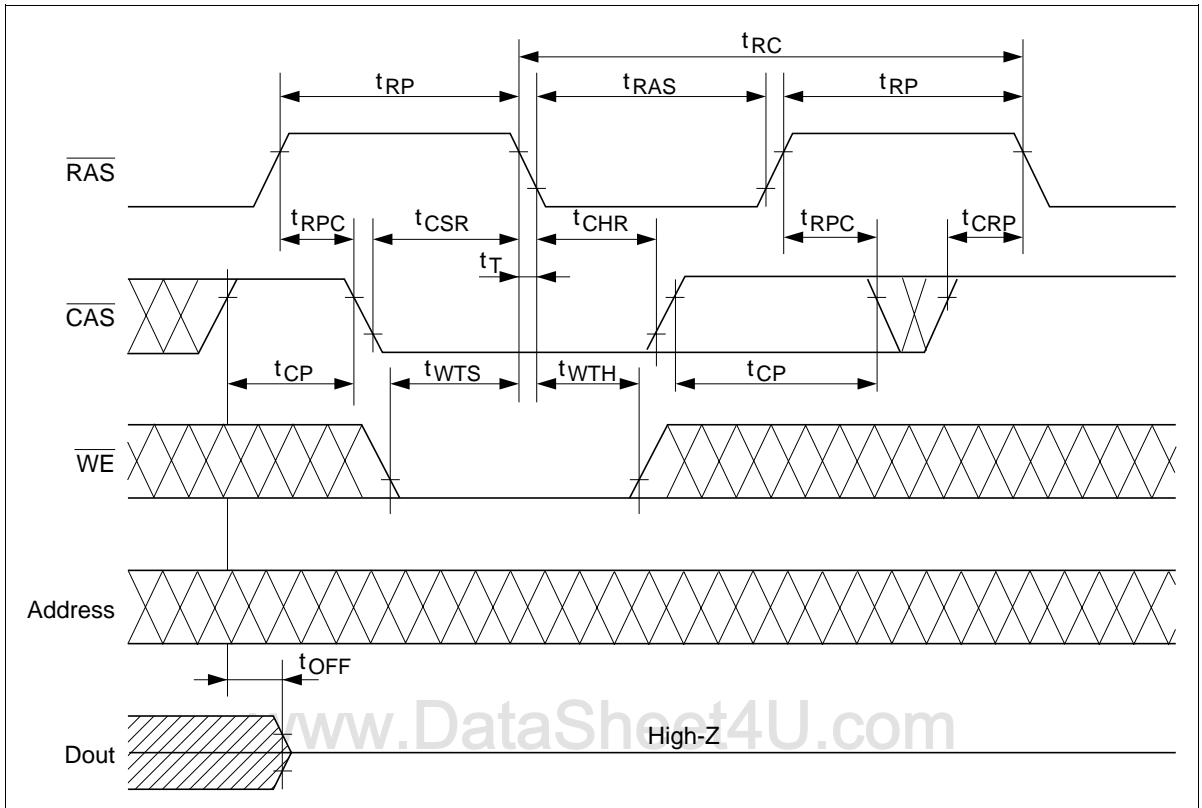 tRC
tRP
tRAS
tRP
RAS
tRPC
tCSR
tCHR
tRPC
tCRP
tT
CAS
tCP
tWTS
tWTH
tCP
WE
Address
tOFF
www.DataSheet4U.com
High-Z
Dout